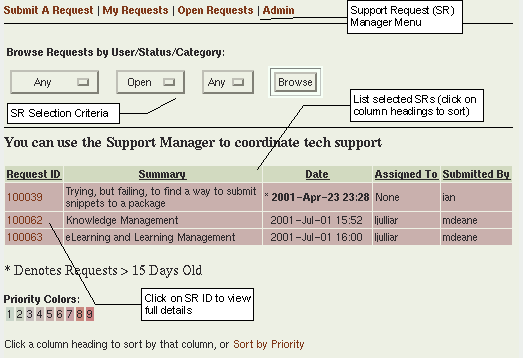 Submit A Request | My Requests | Open Requests | Admin
Support Request (SR)
Manager Menu
Browse Requests by User/Status/Category:
Any Open Any Browse
SR Selection Criteria
List selected SRs (click on
column headings to sort)
You can use the Support Manager to coordinate tech support
Request ID Summary Date Assigned To Submitted By
100039 Trying, but failing, to find a way to submit
snippets to a package * 2001-Apr-23 23:28 None ian
100062 Knowledge Management 2001-Jul-01 15:52 ljulliar mdeane
100063 eLearning and Learning Management 2001-Jul-01 16:00 ljulliar mdeane
* Denotes Requests > 15 Days Old
Click on SR ID to view
full details
Priority Colors:
1 2 3 4 5 6 7 8 9
Click a column heading to sort by that column, or Sort by Priority